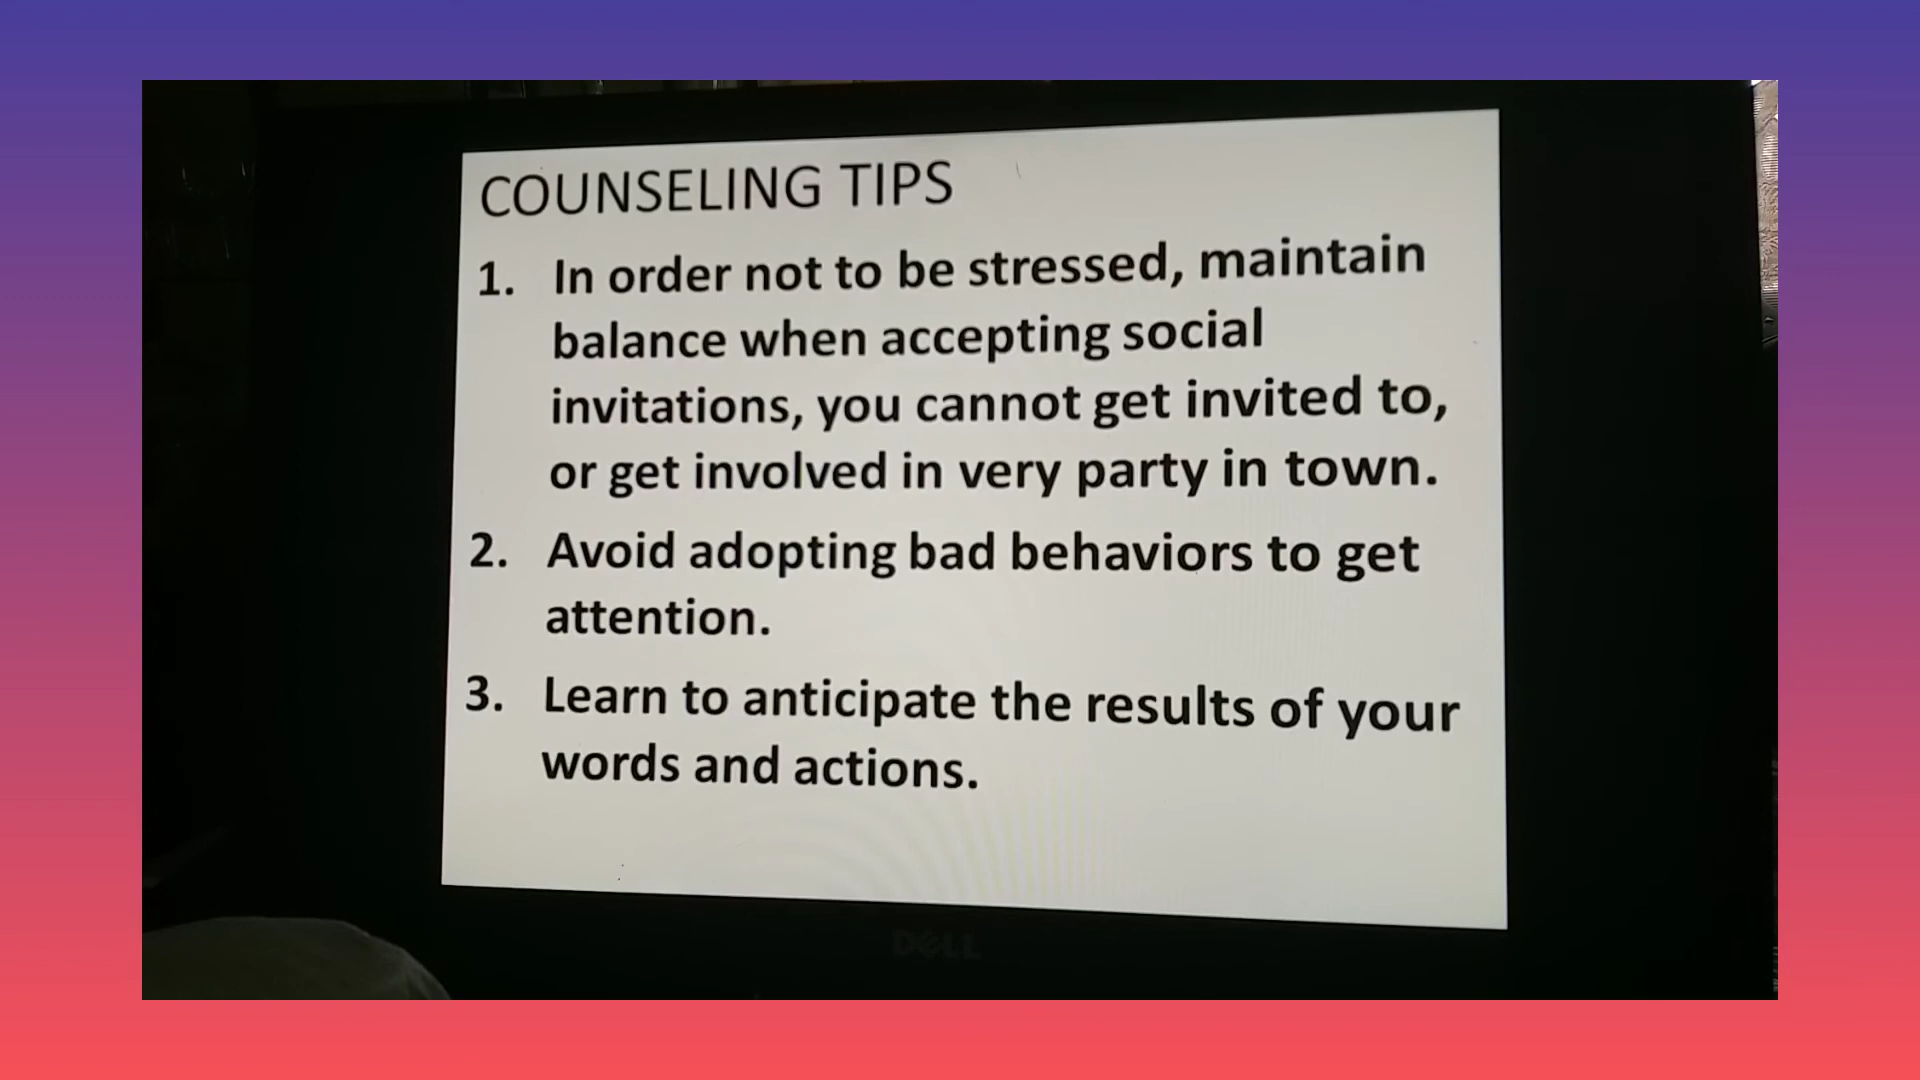 COUNSELING TIPS
1. In order not to be stressed, maintain
balance when accepting social
invitations, you cannot get invited to,
or get involved in very party in town.
2. Avoid adopting bad behaviors to get
attention.
3. Learn to anticipate the results of your
words and actions.
DELL